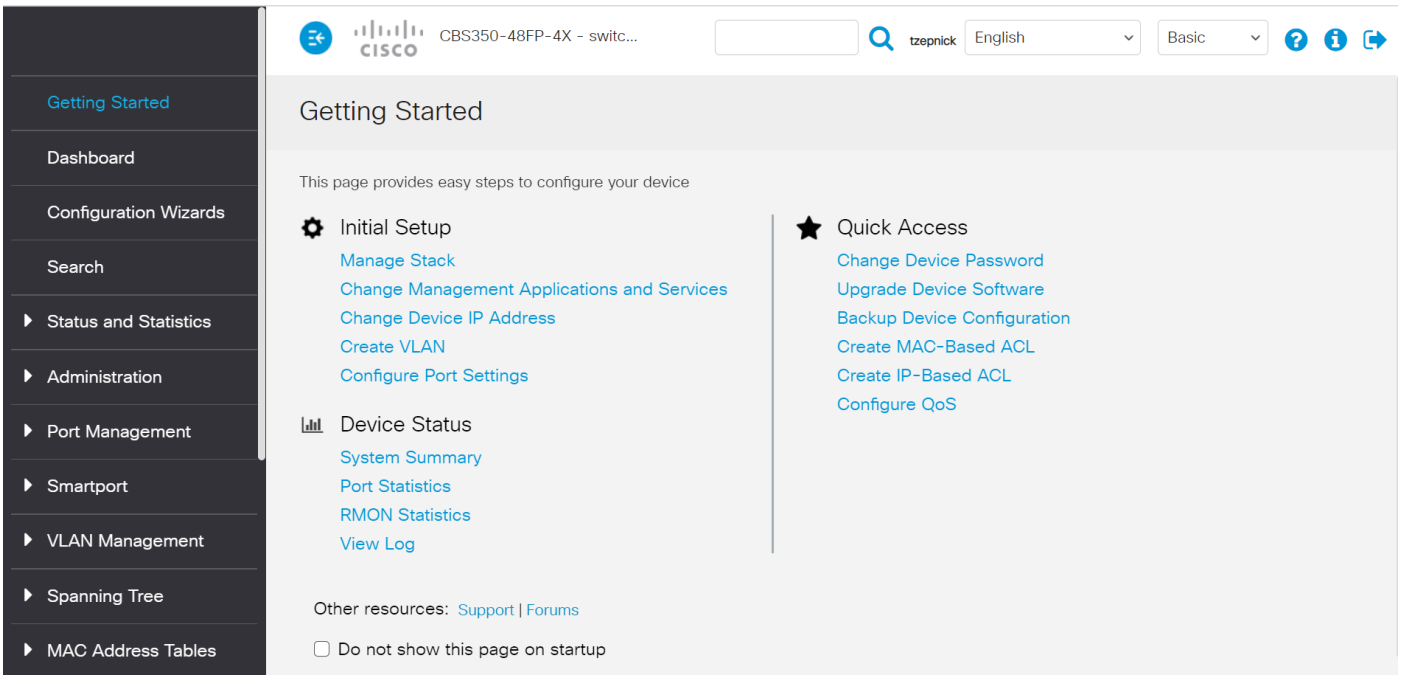 CISCO
CBS350-48FP-4X - switc...
tzepnick
English
Basic
Getting Started
Dashboard
Configuration Wizards
Search
Status and Statistics
Administration
Port Management
Smartport
VLAN Management
Spanning Tree
MAC Address Tables
Getting Started
This page provides easy steps to configure your device
Initial Setup
Manage Stack
Change Management Applications and Services
Change Device IP Address
Create VLAN
Configure Port Settings
Device Status
System Summary
Port Statistics
RMON Statistics
View Log
Quick Access
Change Device Password
Upgrade Device Software
Backup Device Configuration
Create MAC-Based ACL
Create IP-Based ACL
Configure QoS
Other resources: Support | Forums
Do not show this page on startup